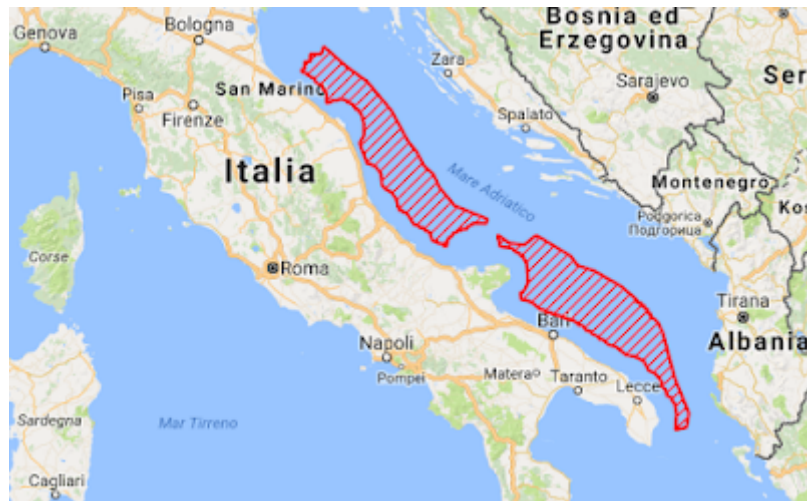 Bologna
Bosnia ed
Erzegovina
Genova
Zara
Sarajevo
Ser
San Marino
Pisa
Firenze
Spalato
Italia
Mare Adriatico
Montenegro
Kos
Podgorica
Подгорица
Corse
Roma
Tirana
Bari
Albania
Napoli
Pompei
Matera
Taranto
Lecce
Sardegna
Mar Tirreno
Cagliari